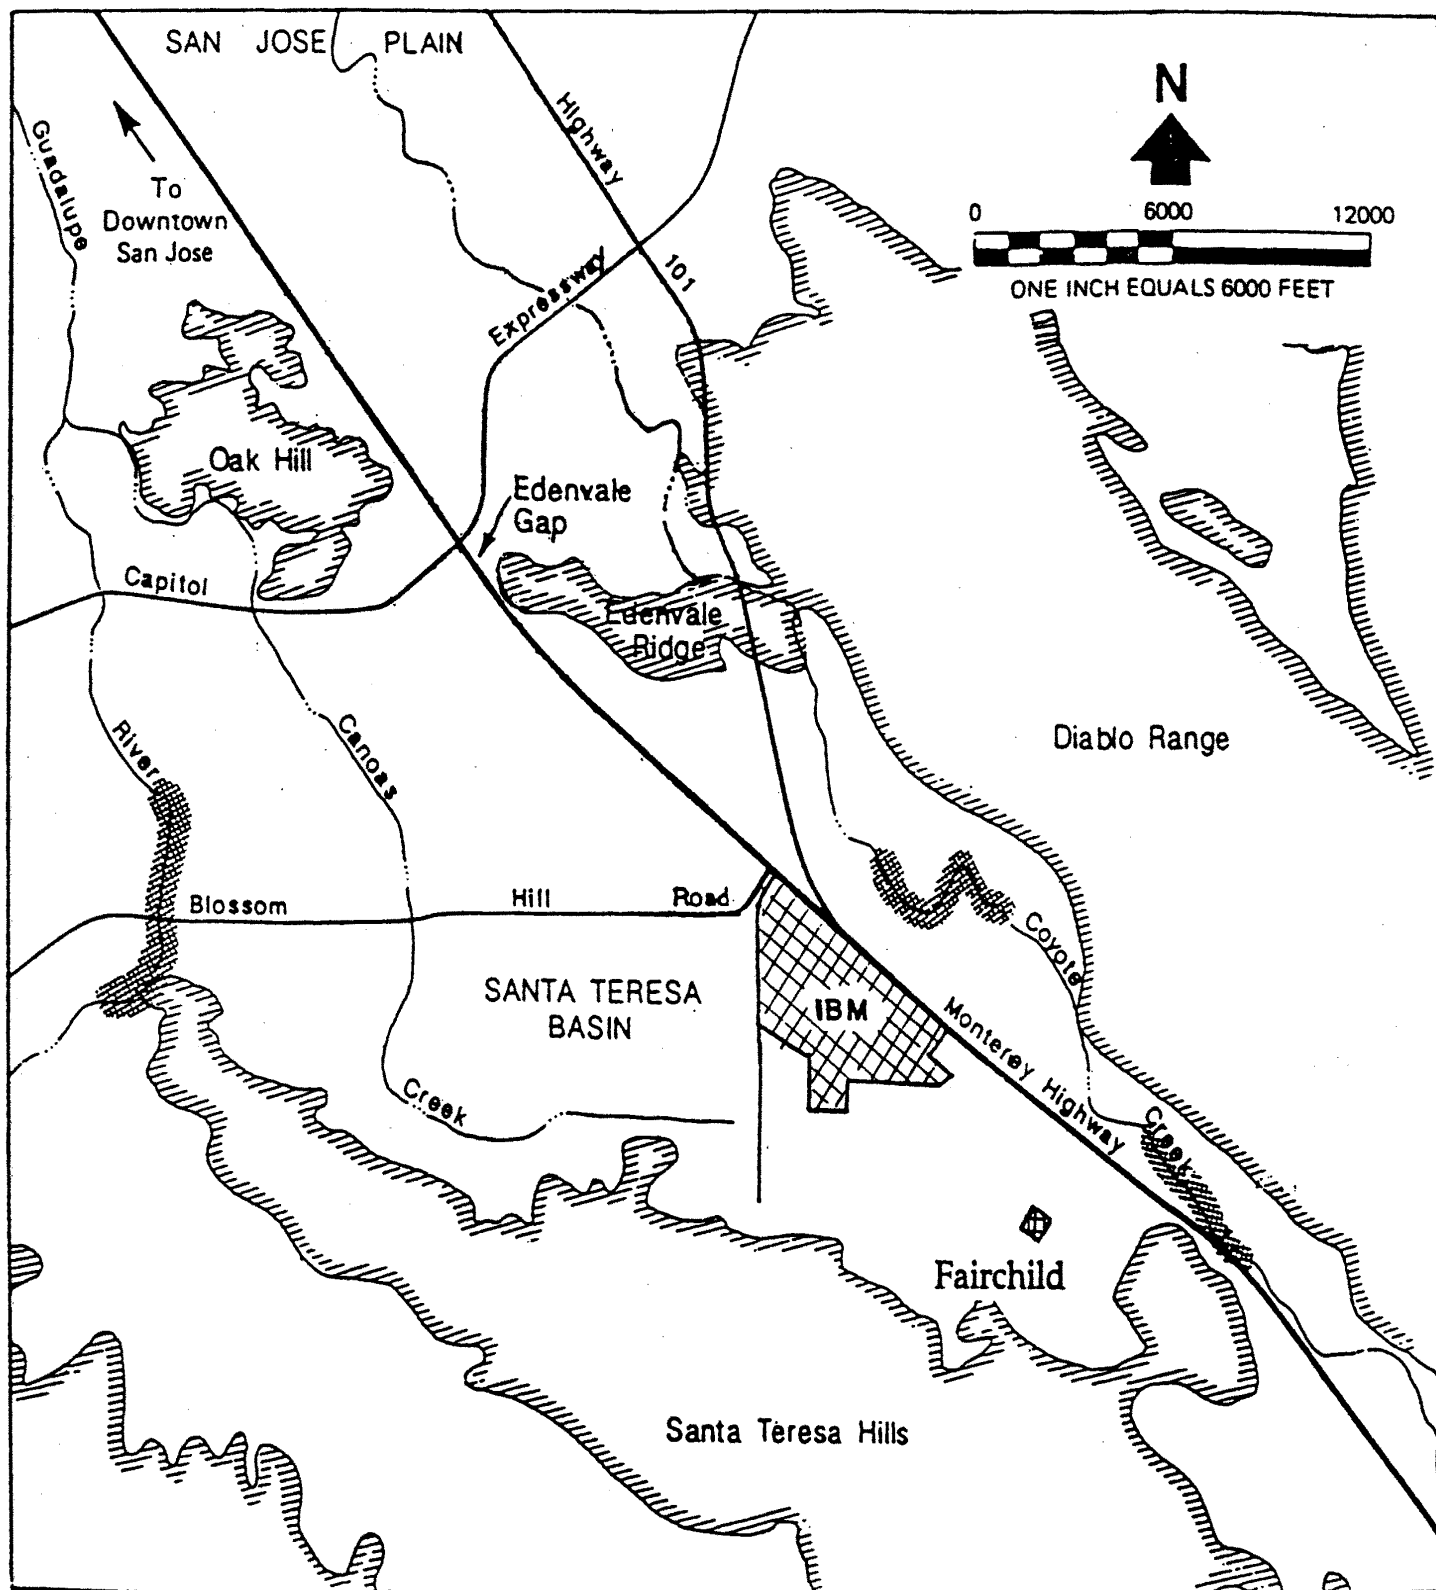 SAN JOSE PLAIN
N
Highway
Guadalupe
To
Downtown
San Jose
0 6000 12000
ONE INCH EQUALS 6000 FEET
101
Expressway
Oak Hill
Edenvale
Gap
Capitol
Edenvale
Ridge
River
Canoas
Diablo Range
Blossom Hill Road
Coyote
SANTA TERESA
BASIN
IBM
Monterey Highway
Creek
Creek
Fairchild
Santa Teresa Hills